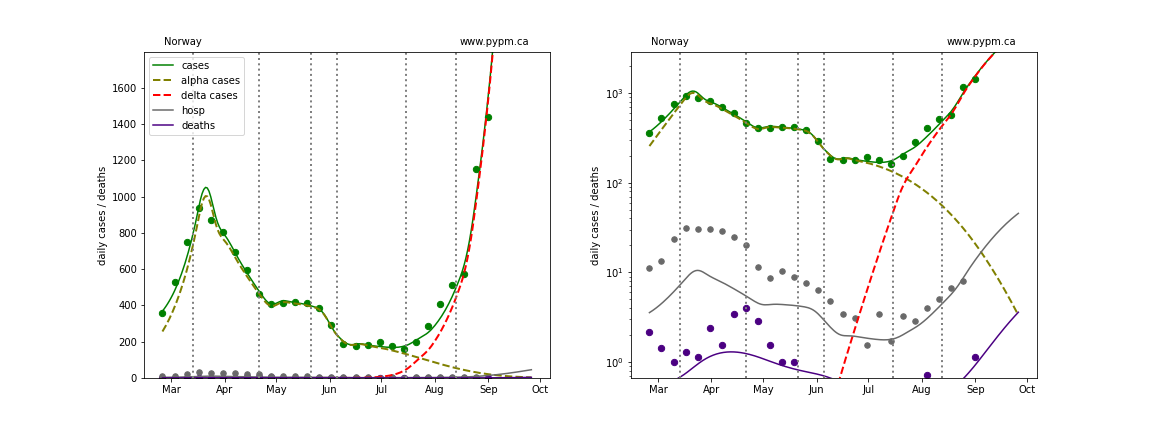 Norway www.pypm.ca
cases
alpha cases
delta cases
hosp
deaths
daily cases / deaths
1600
1400
1200
1000
800
600
400
200
0
Mar Apr May Jun Jul Aug Sep Oct
Norway www.pypm.ca
daily cases / deaths
10³
10²
10¹
10⁰
Mar Apr May Jun Jul Aug Sep Oct